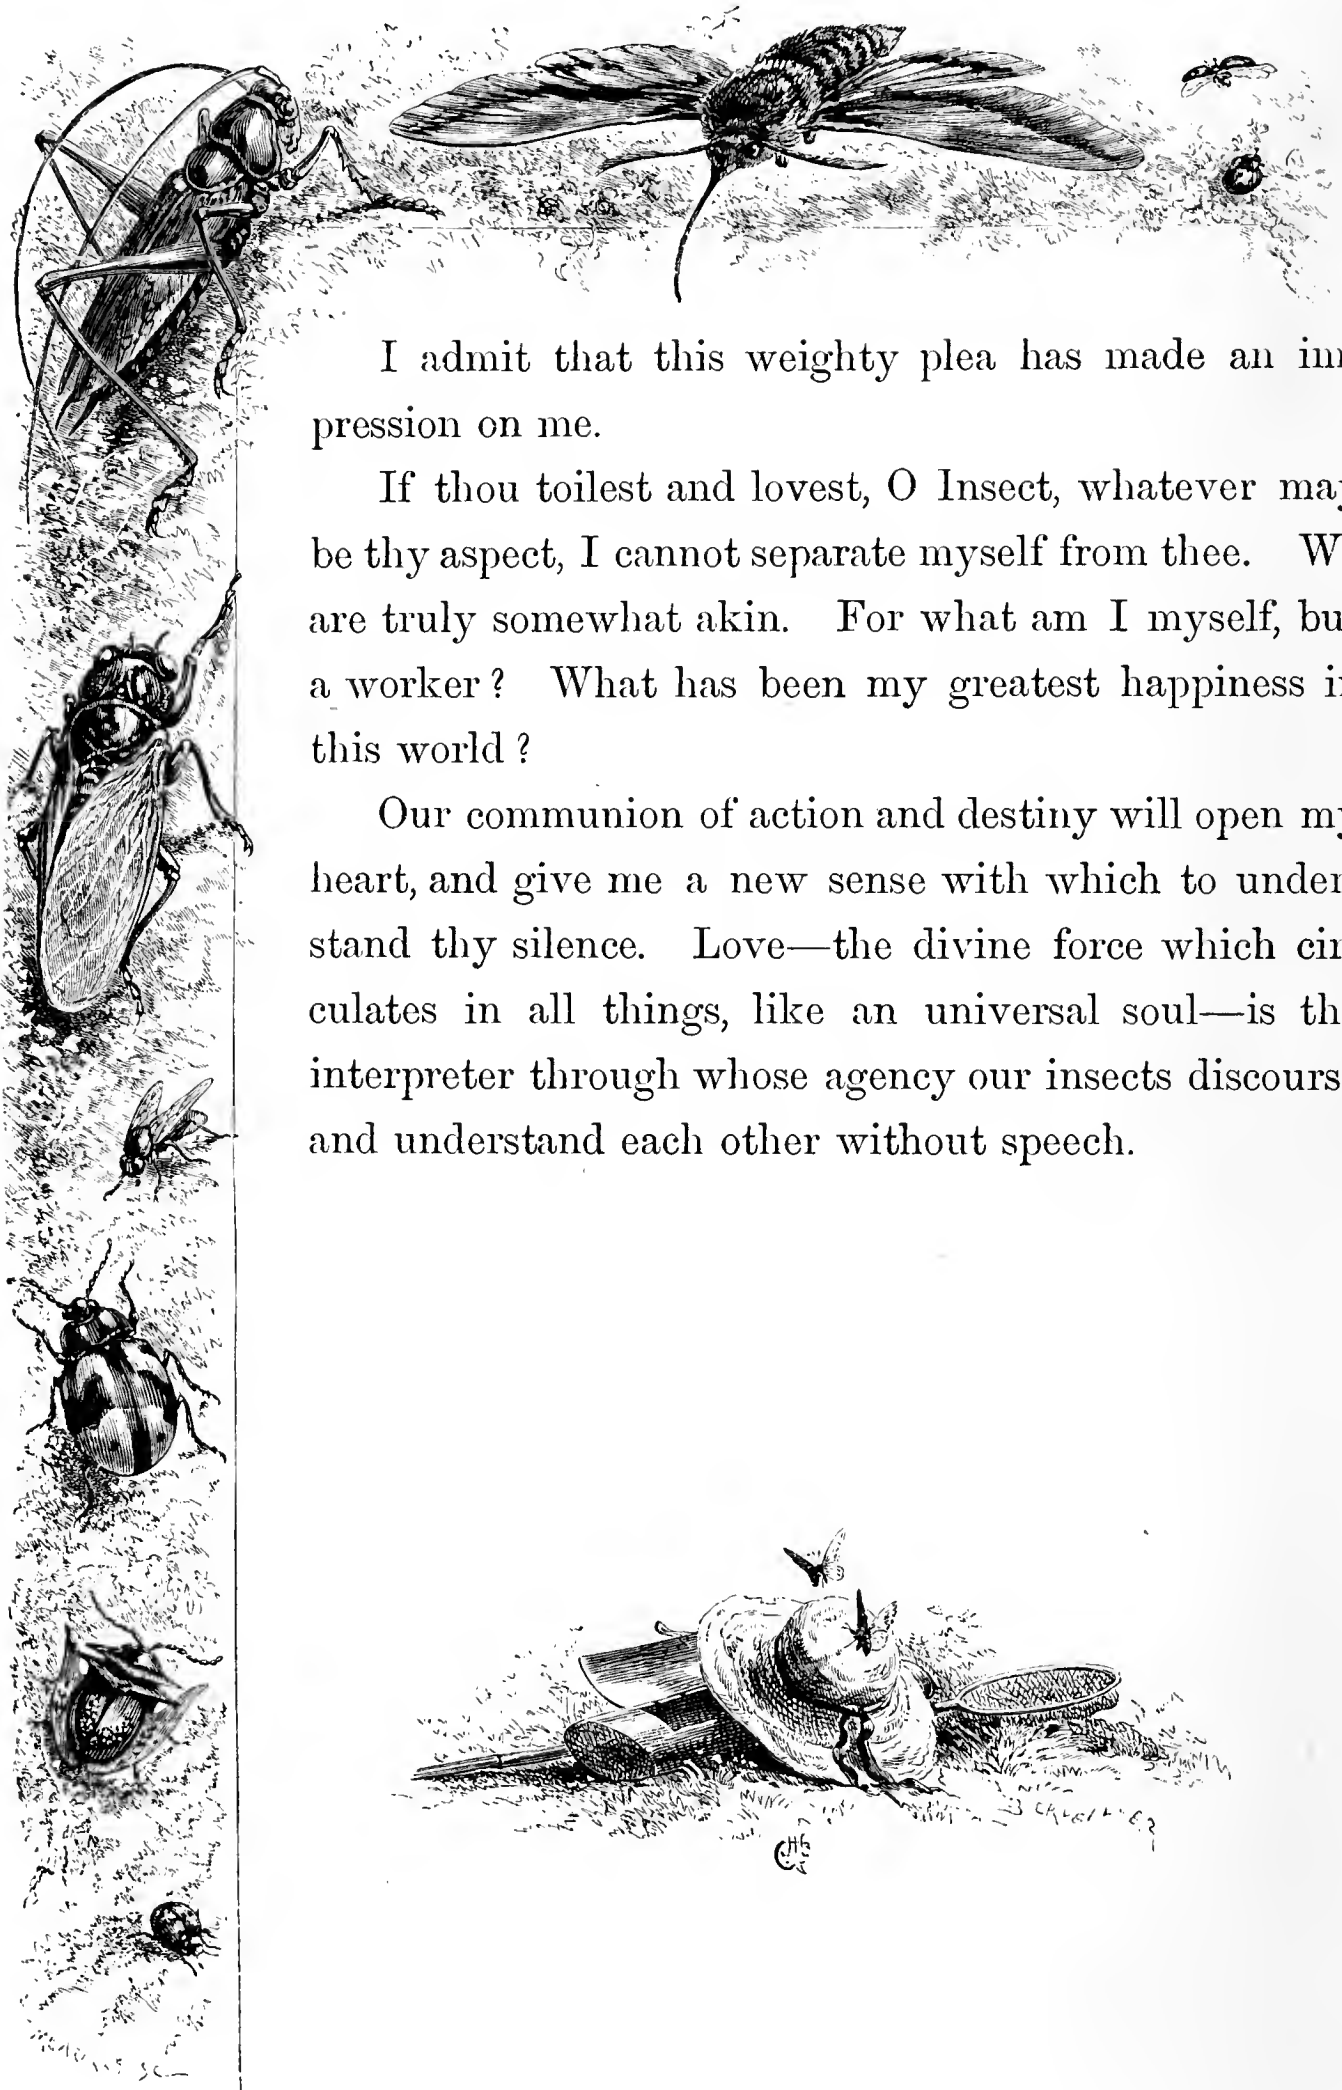 I admit that this weighty plea has made an im
pression on me.
If thou toilest and lovest, O Insect, whatever may
be thy aspect, I cannot separate myself from thee. W
are truly somewhat akin. For what am I myself, bu
a worker? What has been my greatest happiness in
this world?
Our communion of action and destiny will open my
heart, and give me a new sense with which to under
stand thy silence. Love—the divine force which cir
culates in all things, like an universal soul—is th
interpreter through whose agency our insects discours
and understand each other without speech.